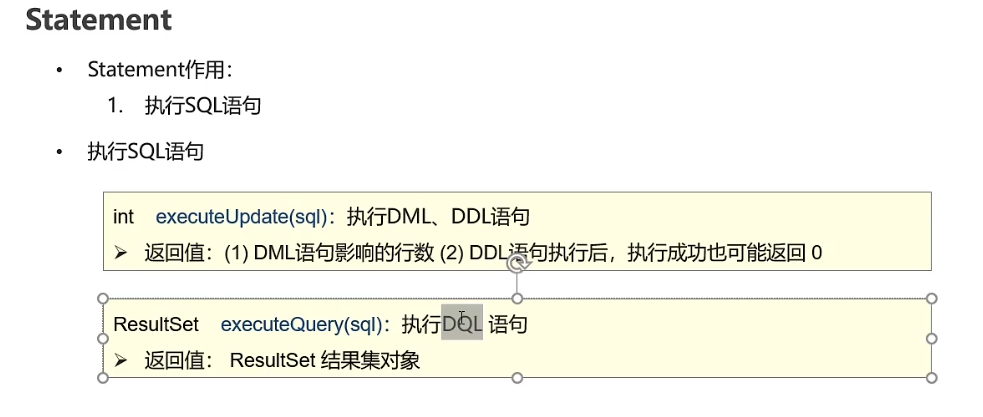 Statement
• Statement作用：
1. 执行SQL语句
• 执行SQL语句
int executeUpdate(sql)：执行DML、DDL语句
➢ 返回值：(1) DML语句影响的行数 (2) DDL语句执行后，执行成功也可能返回 0
ResultSet executeQuery(sql)：执行DQL 语句
➢ 返回值： ResultSet 结果集对象